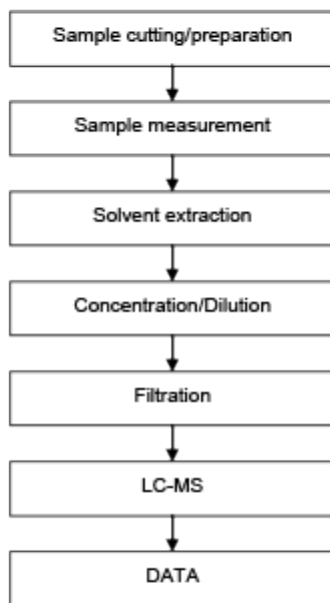 Sample cutting/preparation
Sample measurement
Solvent extraction
Concentration/Dilution
Filtration
LC-MS
DATA